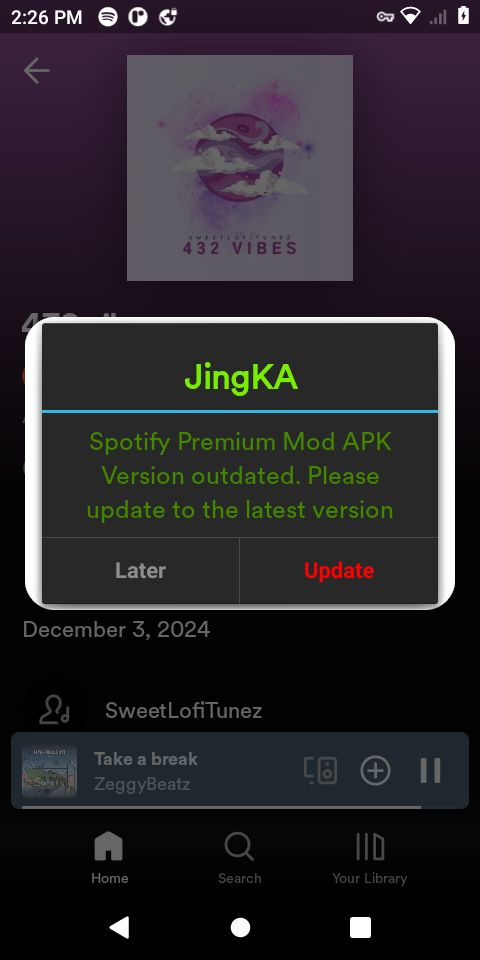 2:26 PM
SWEETLOFITUNEZ
432 VIBES
JingKA
Spotify Premium Mod APK
Version outdated. Please
update to the latest version
Later
Update
December 3, 2024
SweetLofiTunez
Take a break
ZeggyBeatz
Home
Search
Your Library